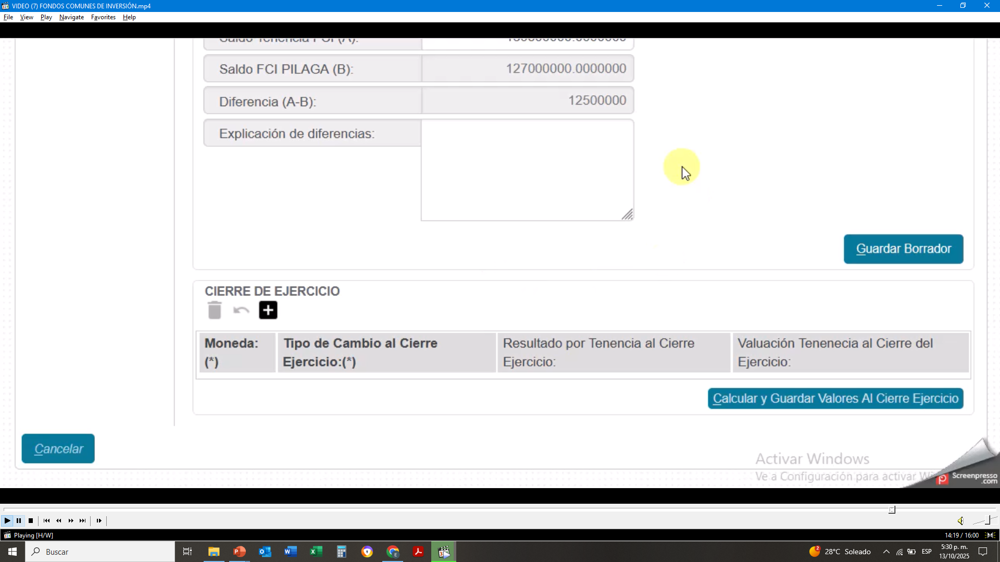 VIDEO (7) FONDOS COMUNES DE INVERSIÓN.mp4
File View Play Navigate Favorites Help
Saldo Tenencia FCI (A):
Saldo FCI PILAGA (B): 127000000.0000000
Diferencia (A-B): 12500000
Explicación de diferencias:
Guardar Borrador
CIERRE DE EJERCICIO
Moneda: (*)
Tipo de Cambio al Cierre Ejercicio:(*)
Resultado por Tenencia al Cierre Ejercicio:
Valuación Tenenecia al Cierre del Ejercicio:
Calcular y Guardar Valores Al Cierre Ejercicio
Cancelar
Activar Windows
Ve a Configuración para activar
Screenpresso
.com
Playing [H/W] 14:19 / 16:00
Buscar
2 28°C Soleado ESP 5:30 p. m.
13/10/2025